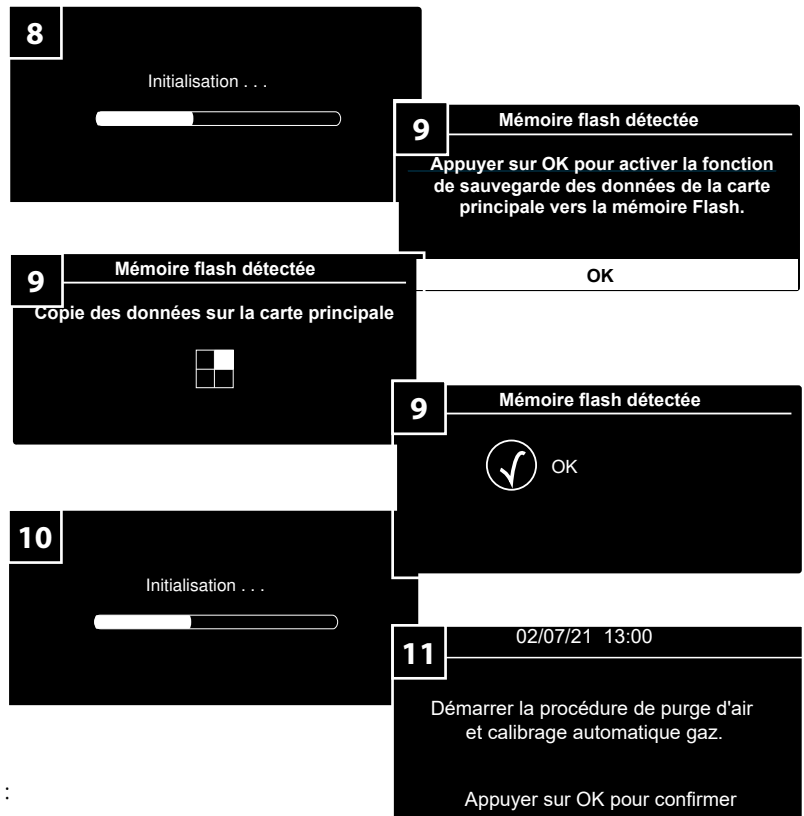 8
Initialisation . . .
9
Mémoire flash détectée
Appuyer sur OK pour activer la fonction
de sauvegarde des données de la carte
principale vers la mémoire Flash.
OK
9
Mémoire flash détectée
Copie des données sur la carte principale
9
Mémoire flash détectée
OK
10
Initialisation . . .
11
02/07/21 13:00
Démarrer la procédure de purge d'air
et calibrage automatique gaz.
Appuyer sur OK pour confirmer
: